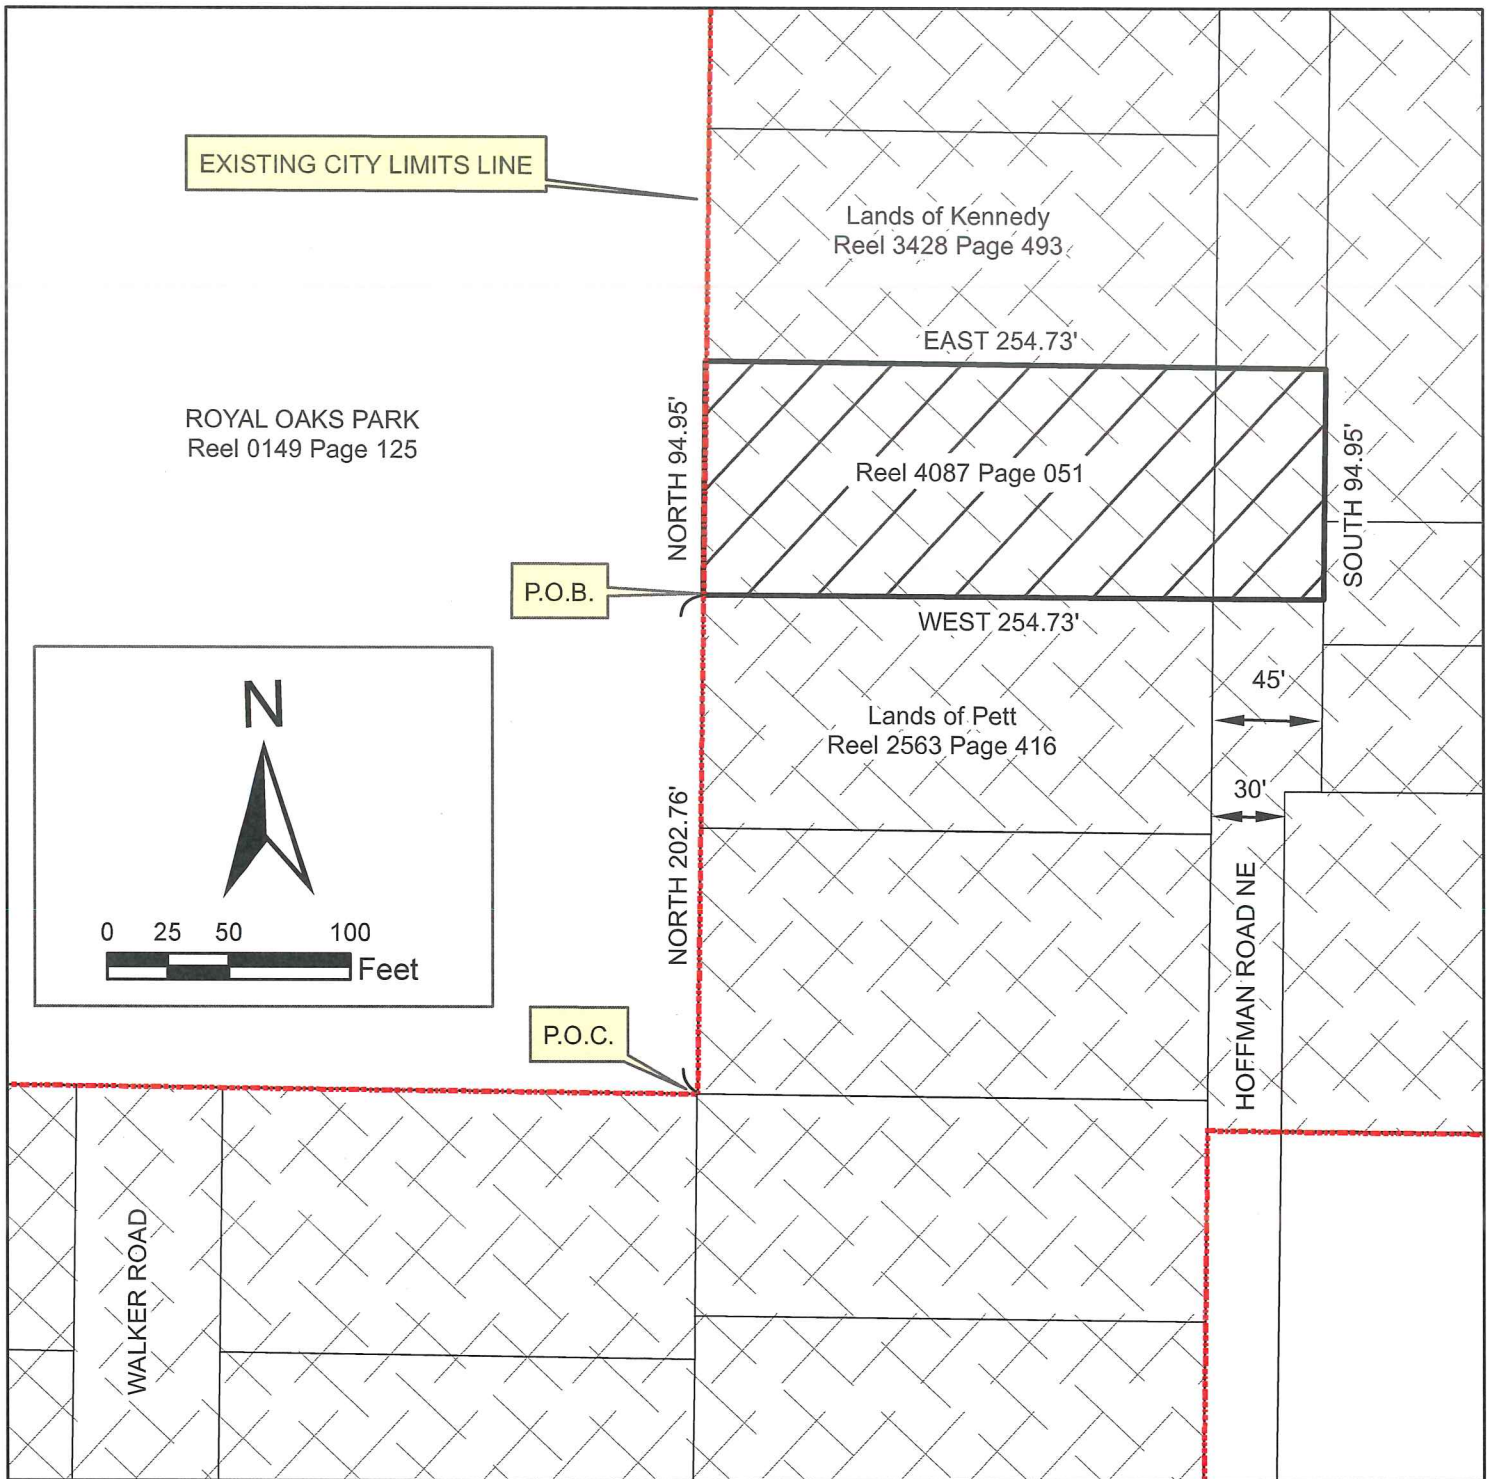 EXISTING CITY LIMITS LINE
Lands of Kennedy
Reel 3428 Page 493
EAST 254.73'
ROYAL OAKS PARK
Reel 0149 Page 125
NORTH 94.95'
Reel 4087 Page 051
SOUTH 94.95'
P.O.B.
WEST 254.73'
N
0 25 50 100
Feet
Lands of Pett
Reel 2563 Page 416
45'
30'
NORTH 202.76'
HOFFMAN ROAD NE
P.O.C.
WALKER ROAD